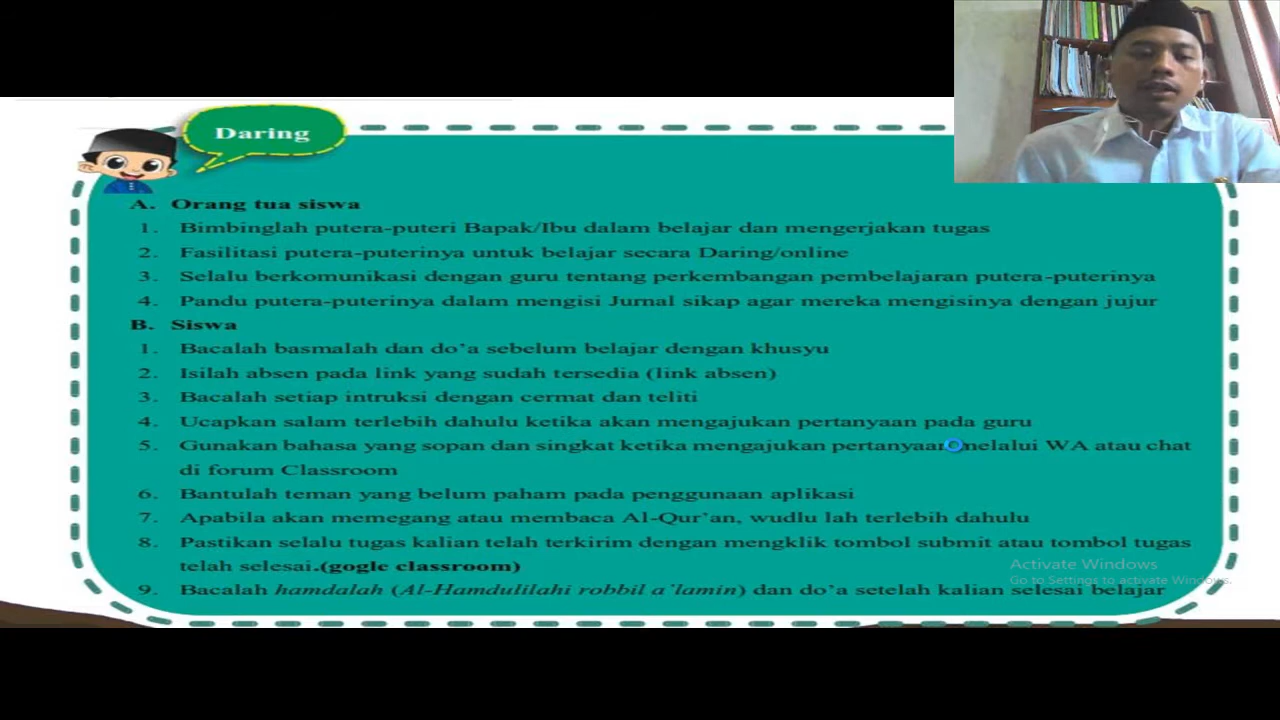 Daring
A. Orang tua siswa
1. Bimbinglah putera-puteri Bapak/Ibu dalam belajar dan mengerjakan tugas
2. Fasilitasi putera-puterinya untuk belajar secara Daring/online
3. Selalu berkomunikasi dengan guru tentang perkembangan pembelajaran putera-puterinya
4. Pandu putera-puterinya dalam mengisi Jurnal sikap agar mereka mengisinya dengan jujur
B. Siswa
1. Bacalah basmalah dan do’a sebelum belajar dengan khusyu
2. Isilah absen pada link yang sudah tersedia (link absen)
3. Bacalah setiap intruksi dengan cermat dan teliti
4. Ucapkan salam terlebih dahulu ketika akan mengajukan pertanyaan pada guru
5. Gunakan bahasa yang sopan dan singkat ketika mengajukan pertanyaan melalui WA atau chat
di forum Classroom
6. Bantulah teman yang belum paham pada penggunaan aplikasi
7. Apabila akan memegang atau membaca Al-Qur’an, wudlu lah terlebih dahulu
8. Pastikan selalu tugas kalian telah terkirim dengan mengklik tombol submit atau tombol tugas
telah selesai.(gogle classroom)
9. Bacalah hamdalah (Al-Hamdulilahi robbil a’lamin) dan do’a setelah kalian selesai belajar
Activate Windows
Go to Settings to activate Windows.